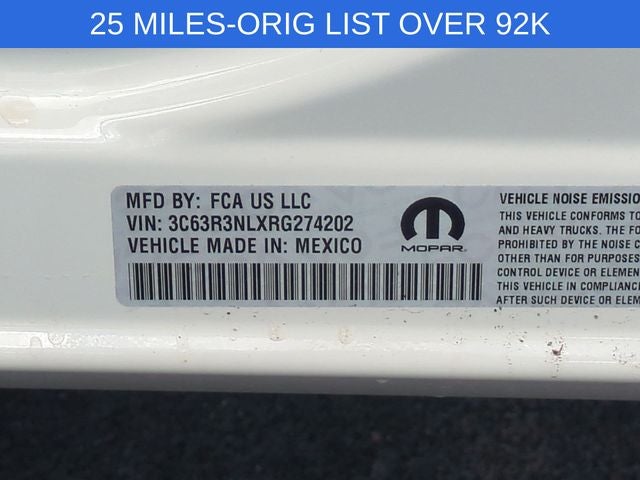 25 MILES-ORIG LIST OVER 92K
MFD BY: FCA US LLC
VIN: 3C63R3NLXRG274202
VEHICLE MADE IN: MEXICO
MOPAR
VEHICLE NOISE EMISSIO
THIS VEHICLE CONFORMS TO
AND HEAVY TRUCKS. THE FO
BY THE NOISE C
OTHER THAN FOR PURPOSES
CONTROL DEVICE OR ELEMEN
THIS VEHICLE IN COMPLIANC
AFTER SUCH DEVICE OR ELEM